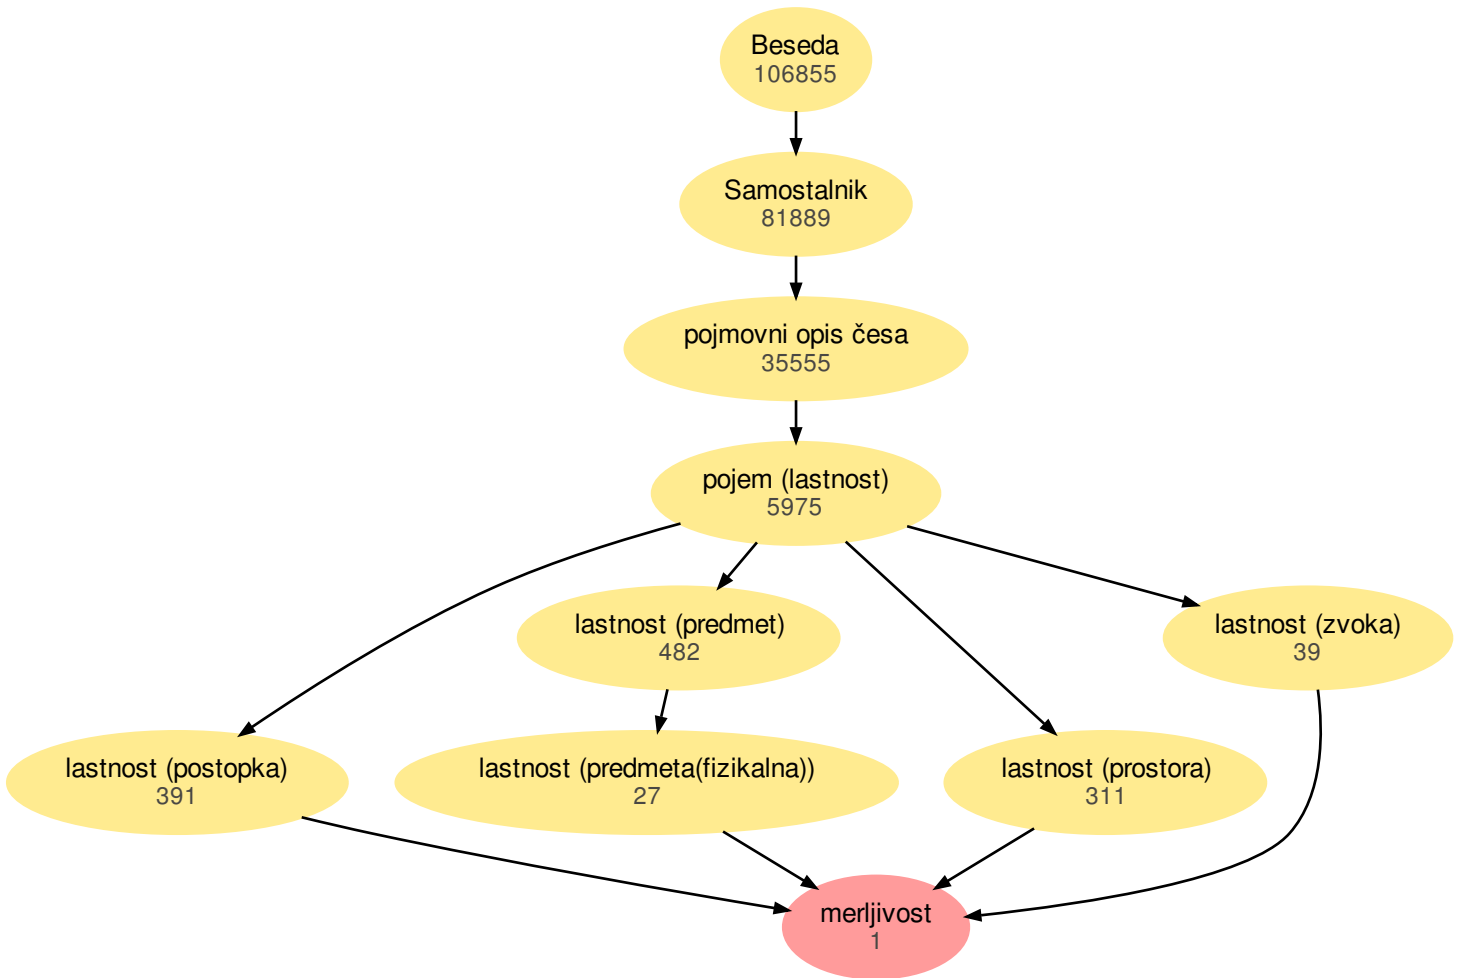 Beseda
106855
Samostalnik
81889
pojmovni opis česa
35555
pojem (lastnost)
5975
lastnost (predmet)
482
lastnost (zvoka)
39
lastnost (postopka)
391
lastnost (predmeta(fizikalna))
27
lastnost (prostora)
311
merljivost
1